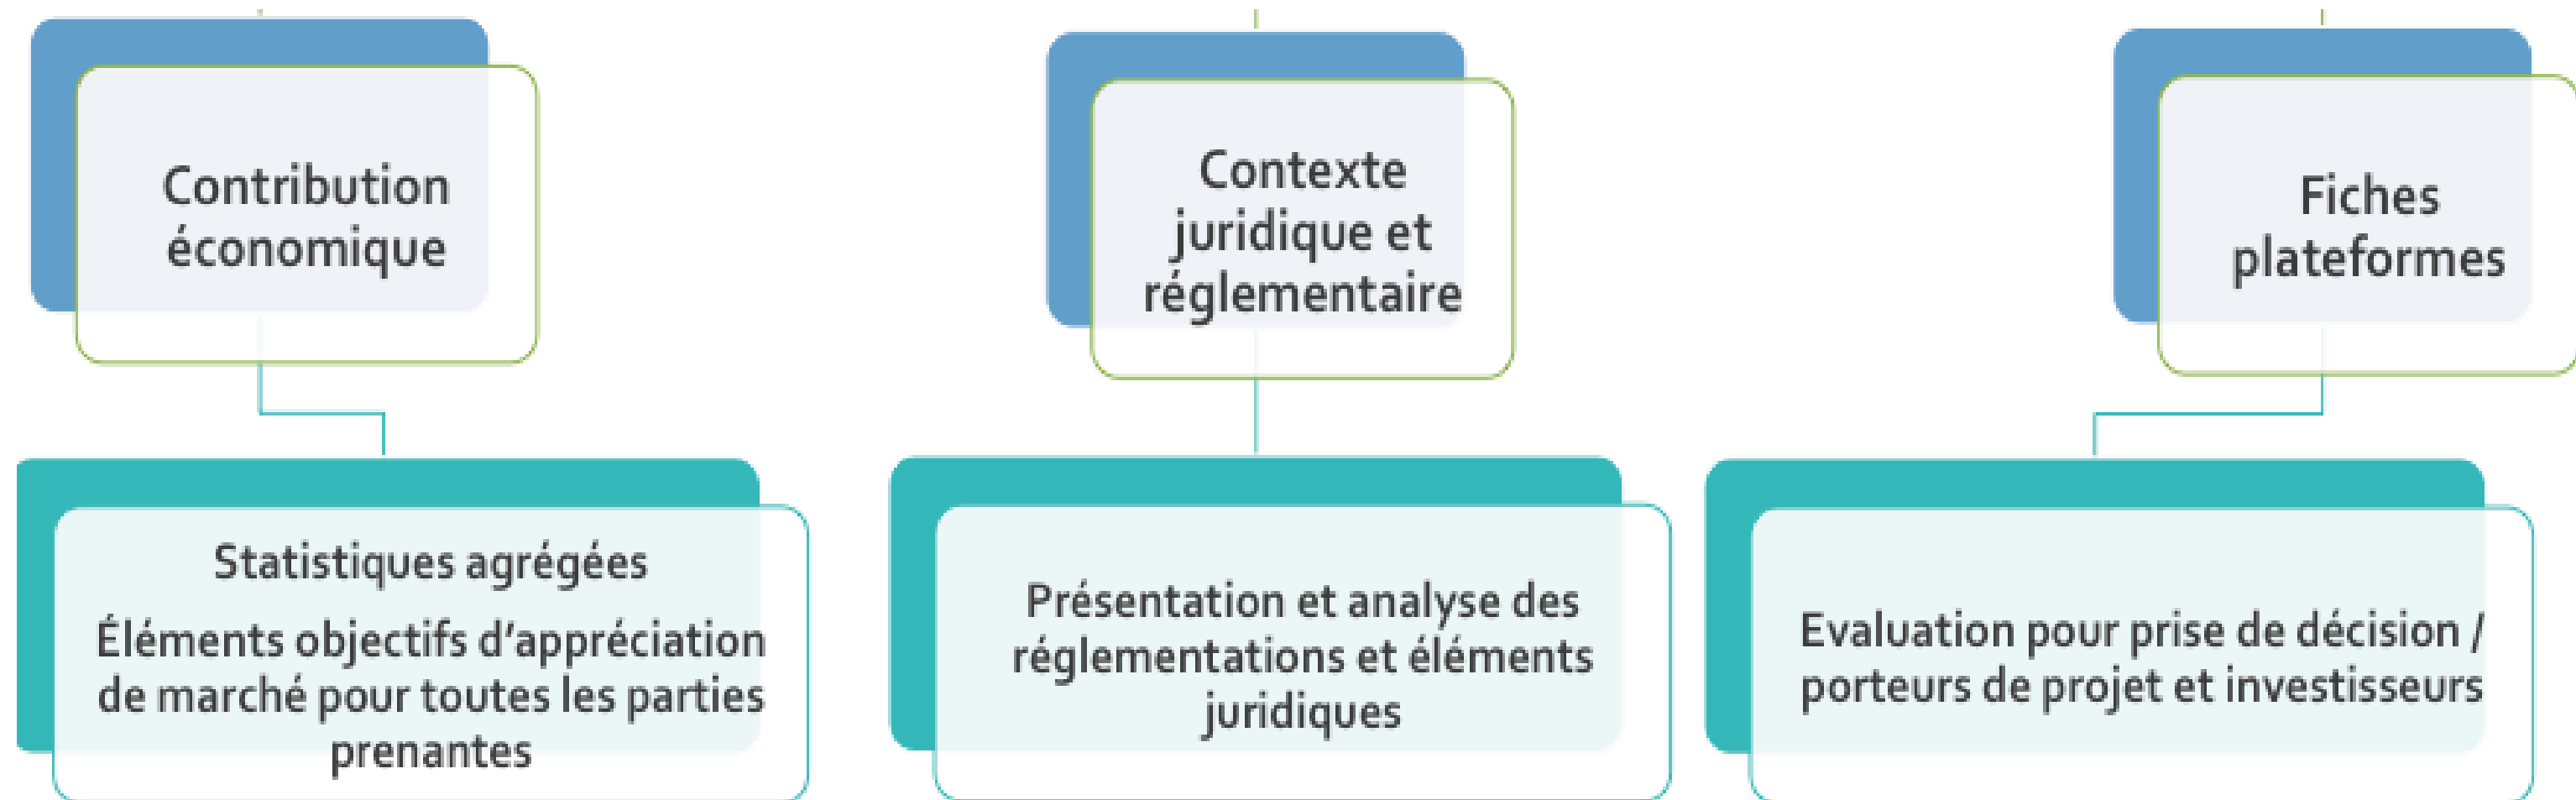 Contribution
économique
Contexte
juridique et
réglementaire
Fiches
plateformes
Statistiques agrégées
Éléments objectifs d'appréciation
de marché pour toutes les parties
prenantes
Présentation et analyse des
réglementations et éléments
juridiques
Evaluation pour prise de décision /
porteurs de projet et investisseurs